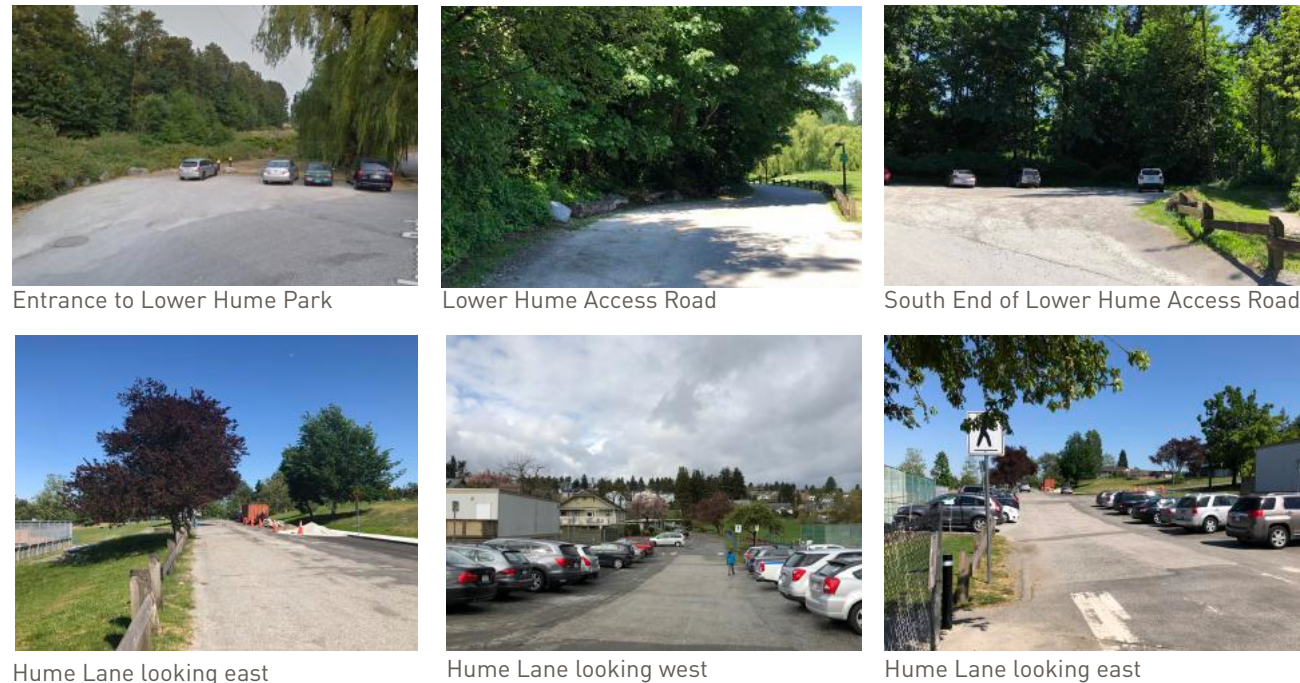 Entrance to Lower Hume Park
Lower Hume Access Road
South End of Lower Hume Access Road
Hume Lane looking east
Hume Lane looking west
Hume Lane looking east